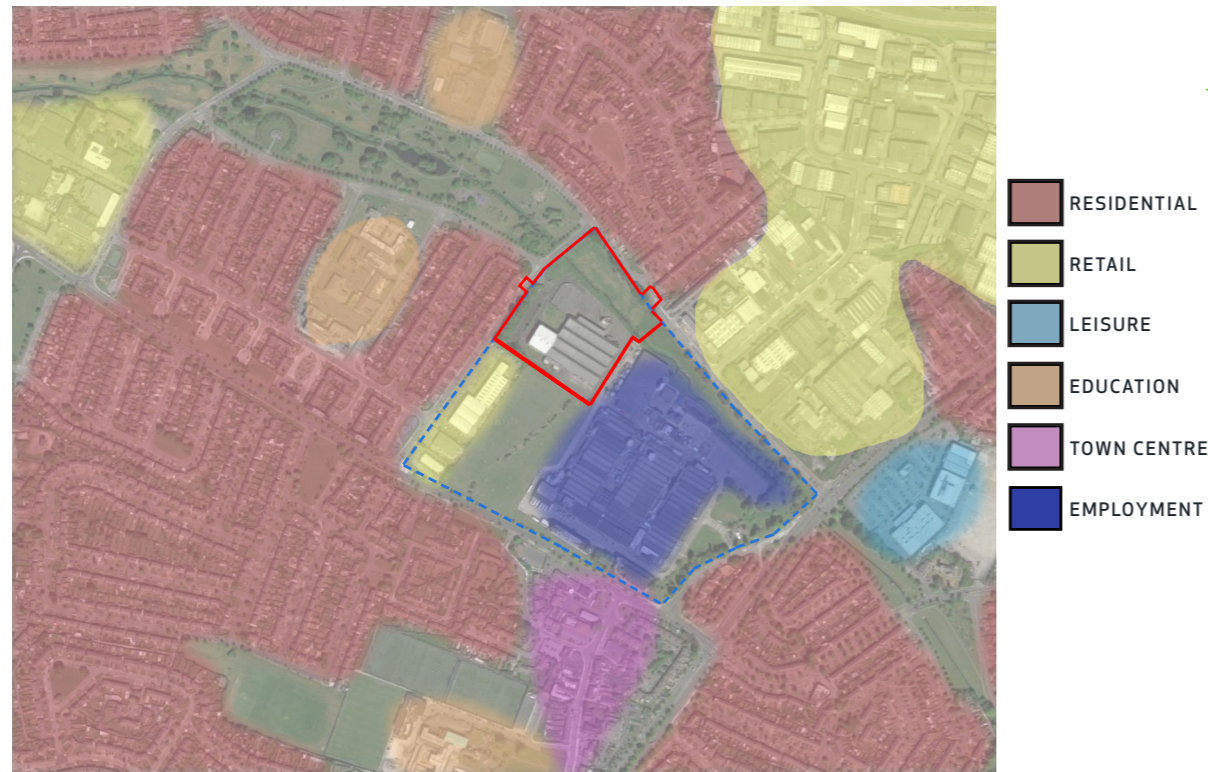 RESIDENTIAL
RETAIL
LEISURE
EDUCATION
TOWN CENTRE
EMPLOYMENT